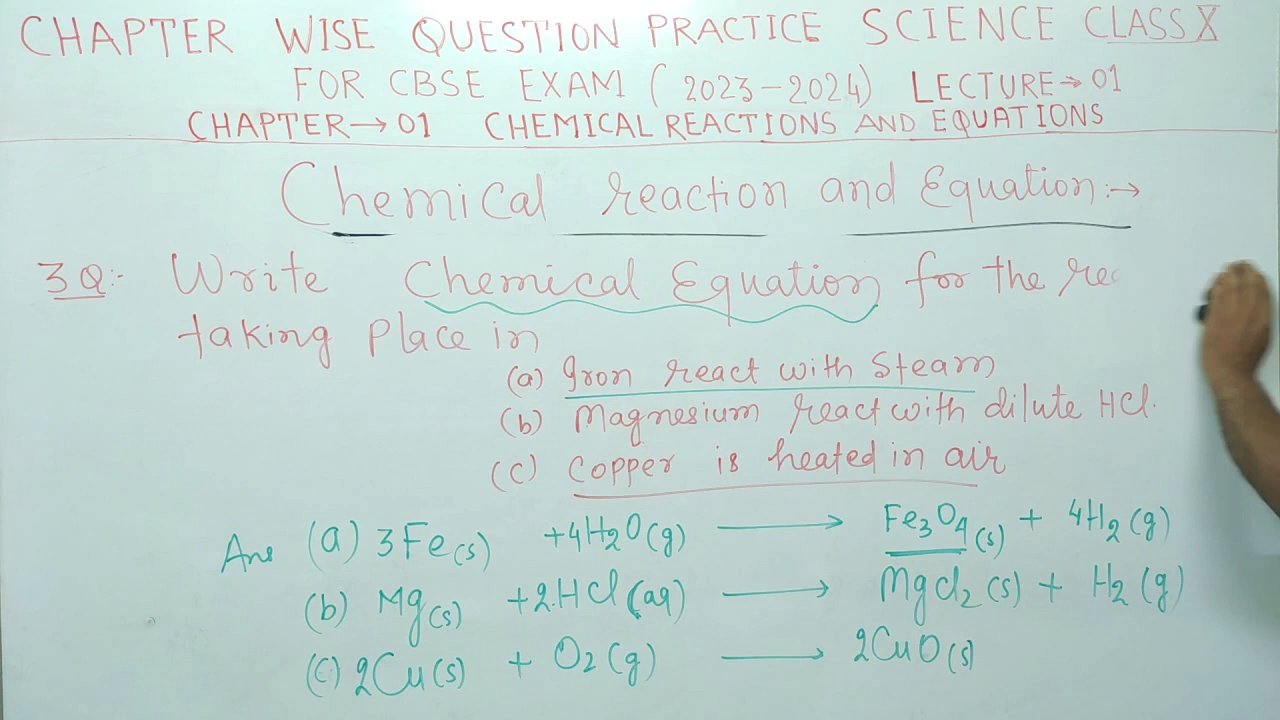 CHAPTER WISE QUESTION PRACTICE SCIENCE CLASS X
FOR CBSE EXAM (2023-2024) LECTURE→01
CHAPTER→01 CHEMICAL REACTIONS AND EQUATIONS
Chemical reaction and Equation:→
3Q:- Write Chemical Equation for the
taking place in
(a) Iron react with Steam
(b) Magnesium react with dilute HCl.
(c) Copper is heated in air
Ans (a) 3Fe(s) +4H2O(g) → Fe3O4(s) + 4H2(g)
(b) Mg(s) +2.HCl(aq) → MgCl2(s) + H2(g)
(c) 2Cu(s) + O2(g) → 2CuO(s)